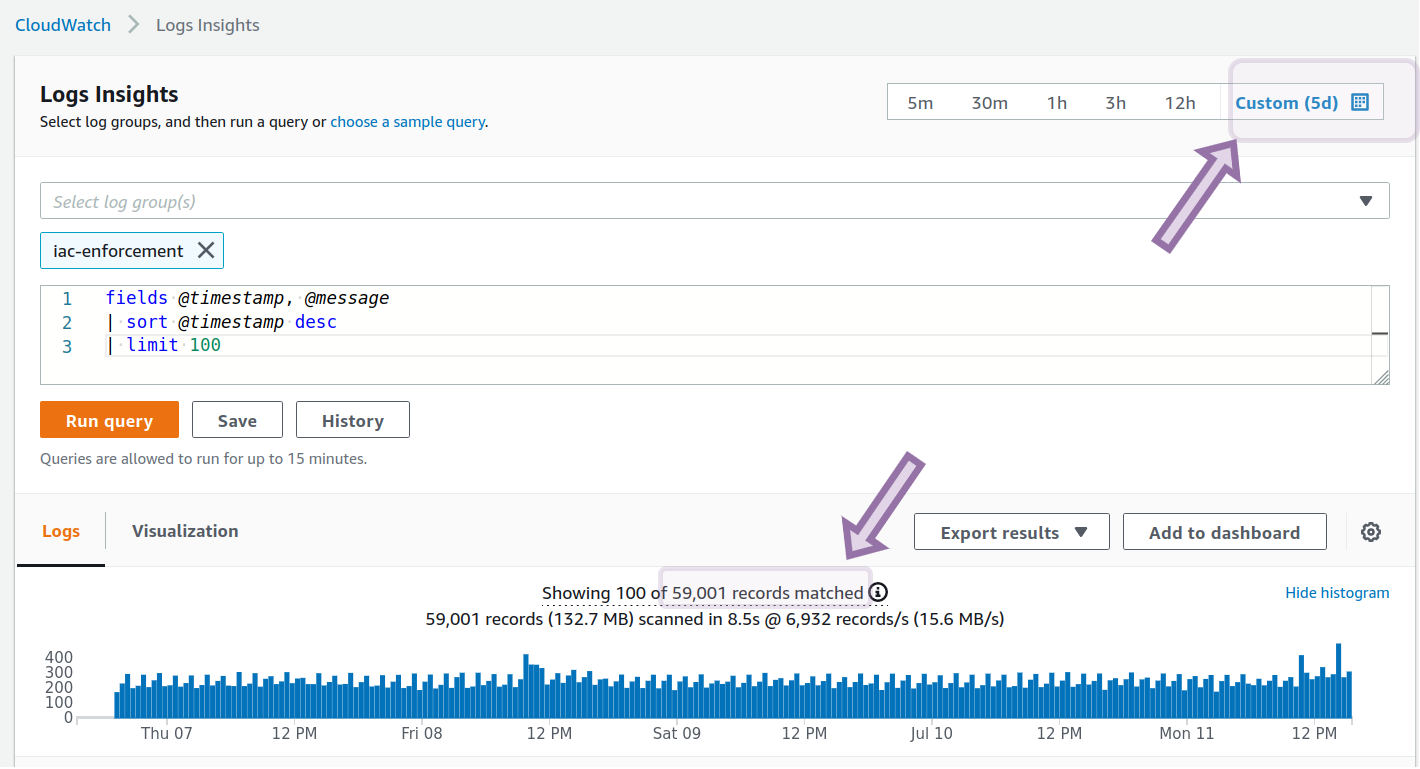 CloudWatch > Logs Insights
Logs Insights
Select log groups, and then run a query or choose a sample query.
5m 30m 1h 3h 12h Custom (5d)
Select log group(s)
iac-enforcement
1 fields @timestamp, @message
2 | sort @timestamp desc
3 | limit 100
Run query Save History
Queries are allowed to run for up to 15 minutes.
Logs Visualization Export results Add to dashboard
Showing 100 of 59,001 records matched
Hide histogram
59,001 records (132.7 MB) scanned in 8.5s @ 6,932 records/s (15.6 MB/s)
400
300
200
100
0
Thu 07 12 PM Fri 08 12 PM Sat 09 12 PM Jul 10 12 PM Mon 11 12 PM